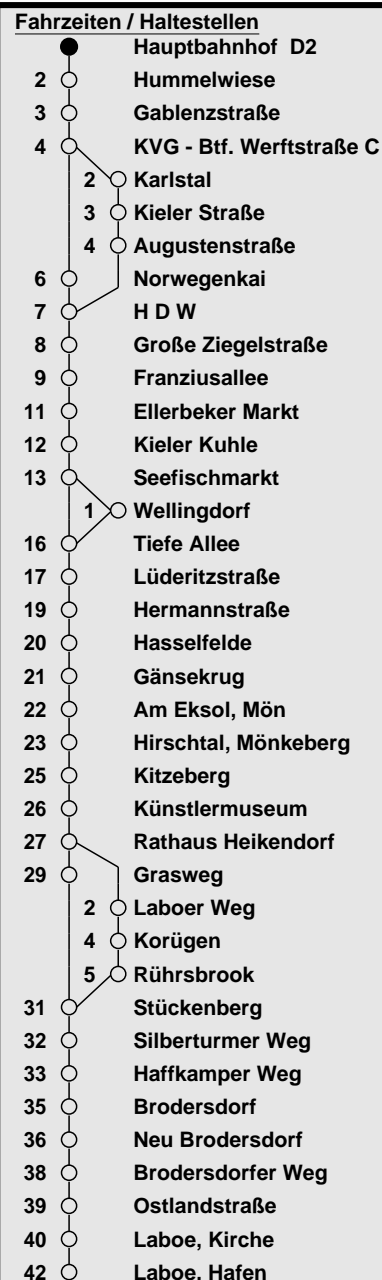 Fahrzeiten / Haltestellen
Hauptbahnhof D2
2 Hummelwiese
3 Gablenzstraße
4 KVG - Btf. Werftstraße C
2 Karlstal
3 Kieler Straße
4 Augustenstraße
6 Norwegenkai
7 H D W
8 Große Ziegelstraße
9 Franziusallee
11 Ellerbeker Markt
12 Kieler Kuhle
13 Seefischmarkt
1 Wellingdorf
16 Tiefe Allee
17 Lüderitzstraße
19 Hermannstraße
20 Hasselfelde
21 Gänsekrug
22 Am Eksol, Mön
23 Hirschtal, Mönkeberg
25 Kitzeberg
26 Künstlermuseum
27 Rathaus Heikendorf
29 Grasweg
2 Laboer Weg
4 Korügen
5 Rührsbrook
31 Stückenberg
32 Silberturmer Weg
33 Haffkamper Weg
35 Brodersdorf
36 Neu Brodersdorf
38 Brodersdorfer Weg
39 Ostlandstraße
40 Laboe, Kirche
42 Laboe, Hafen